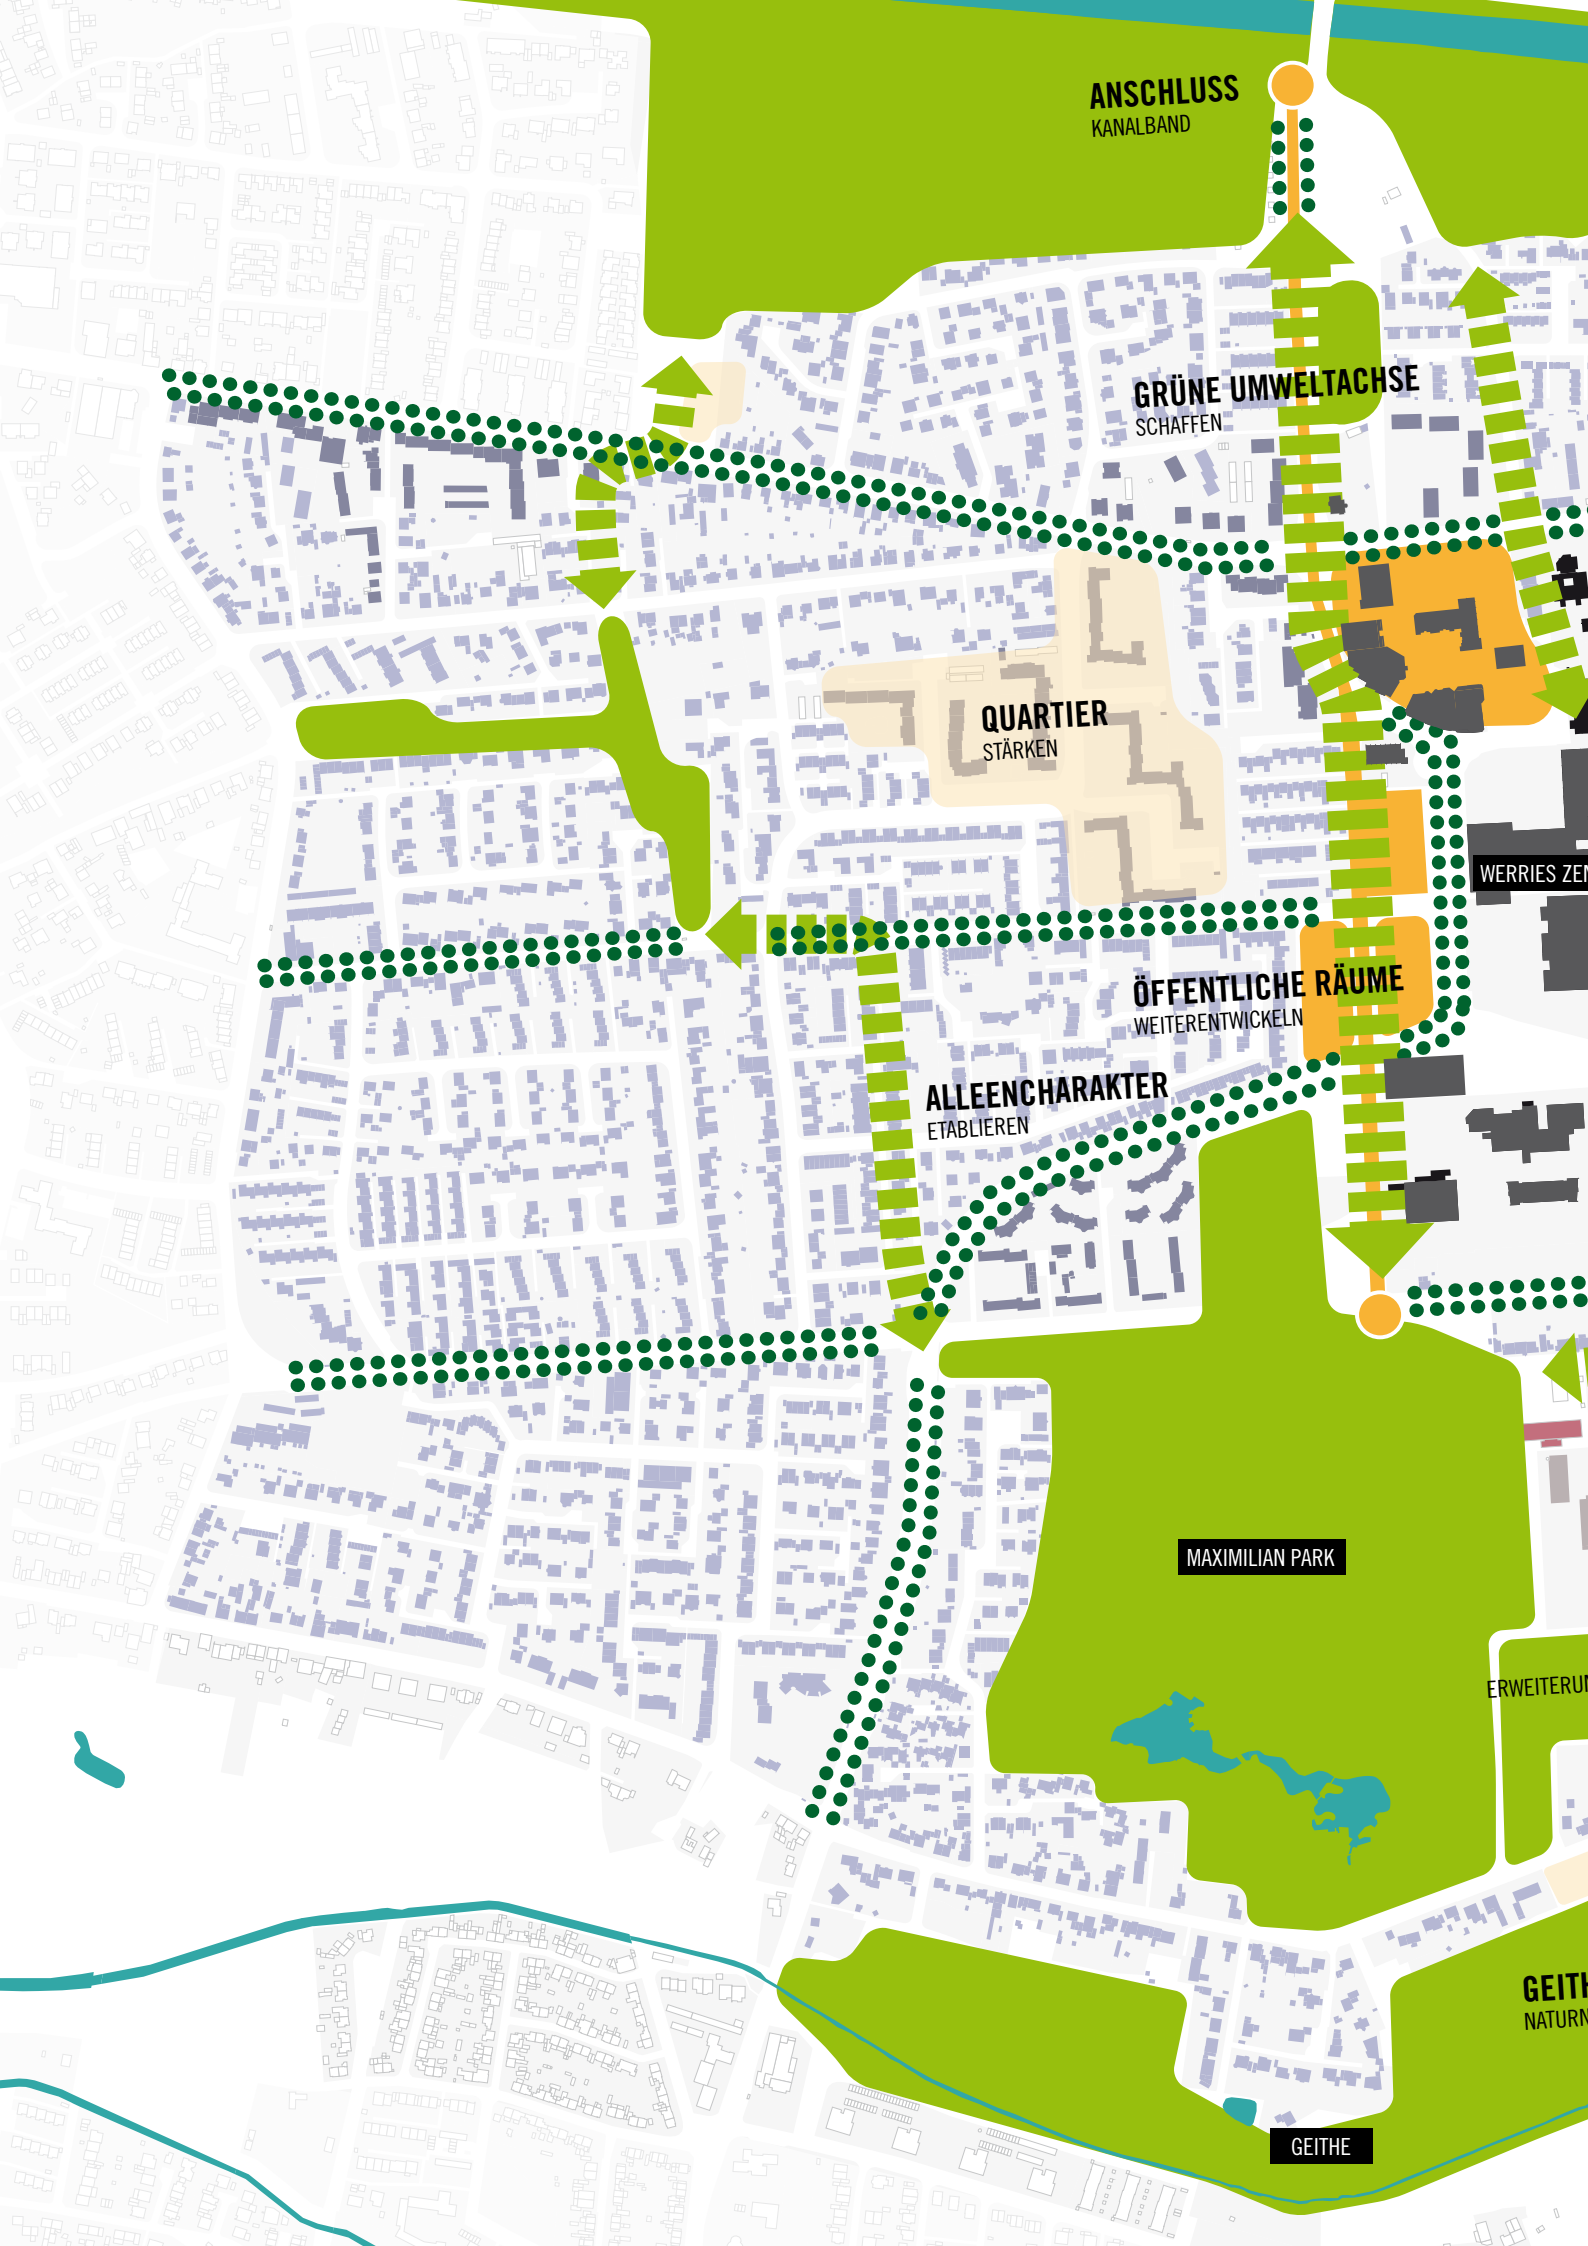 ANSCHLUSS
KANALBAND
GRÜNE UMWELTACHSE
SCHAFFEN
QUARTIER
STÄRKEN
WERRIES ZEN
ÖFFENTLICHE RÄUME
WEITERENTWICKELN
ALLEENCHARAKTER
ETABLIEREN
MAXIMILIAN PARK
ERWEITERUN
GEITH
NATURN
GEITHE